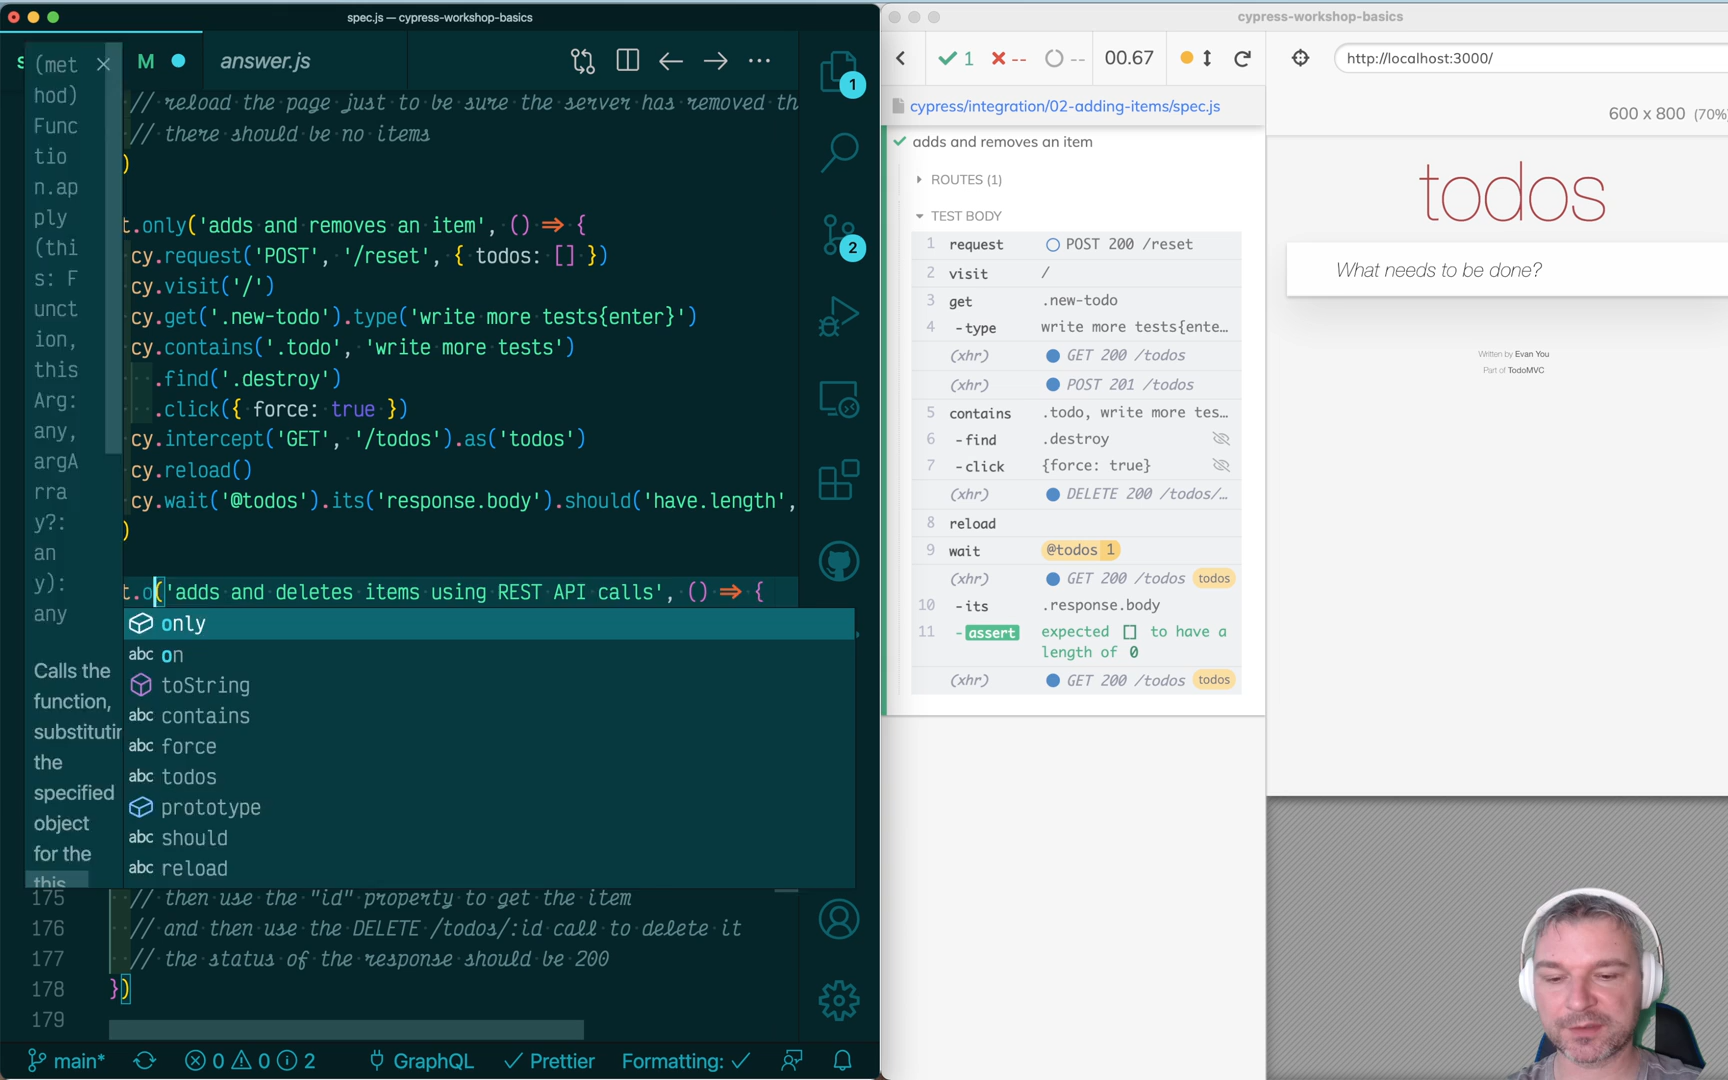 spec.js — cypress-workshop-basics
M
answer.js
(met
hod)
Func
tio
n.ap
ply
(thi
s: F
unct
ion,
this
Arg:
any,
argA
rra
y?:
an
y):
any
Calls the
function,
substitutin
the
specified
object
for the
this
// reload the page just to be sure the server has removed th
// there should be no items
)
t.only('adds and removes an item', () => {
cy.request('POST', '/reset', { todos: [] })
cy.visit('/')
cy.get('.new-todo').type('write more tests{enter}')
cy.contains('.todo', 'write more tests')
.find('.destroy')
.click({ force: true })
cy.intercept('GET', '/todos').as('todos')
cy.reload()
cy.wait('@todos').its('response.body').should('have.length',
)
t.o('adds and deletes items using REST API calls', () => {
only
abc on
toString
abc contains
abc force
abc todos
prototype
abc should
abc reload
175 // then use the "id" property to get the item
176 // and then use the DELETE /todos/:id call to delete it
177 // the status of the response should be 200
178 })
179
1
2
main* 0 0 2 GraphQL Prettier Formatting:
cypress-workshop-basics
1 -- -- 00.67
http://localhost:3000/
cypress/integration/02-adding-items/spec.js
600 x 800 (70%
adds and removes an item
ROUTES (1)
TEST BODY
1 request POST 200 /reset
2 visit /
3 get .new-todo
4 -type write more tests{ente…
(xhr) GET 200 /todos
(xhr) POST 201 /todos
5 contains .todo, write more tes…
6 -find .destroy
7 -click {force: true}
(xhr) DELETE 200 /todos/…
8 reload
9 wait @todos 1
(xhr) GET 200 /todos todos
10 -its .response.body
11 -assert expected [] to have a
length of 0
(xhr) GET 200 /todos todos
todos
What needs to be done?
Written by Evan You
Part of TodoMVC